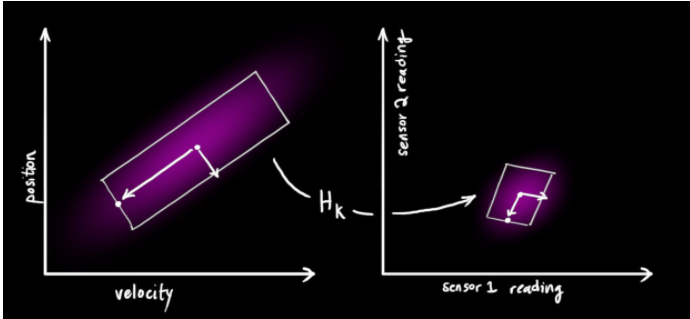 position
velocity
H_k
sensor 2 reading
sensor 1 reading